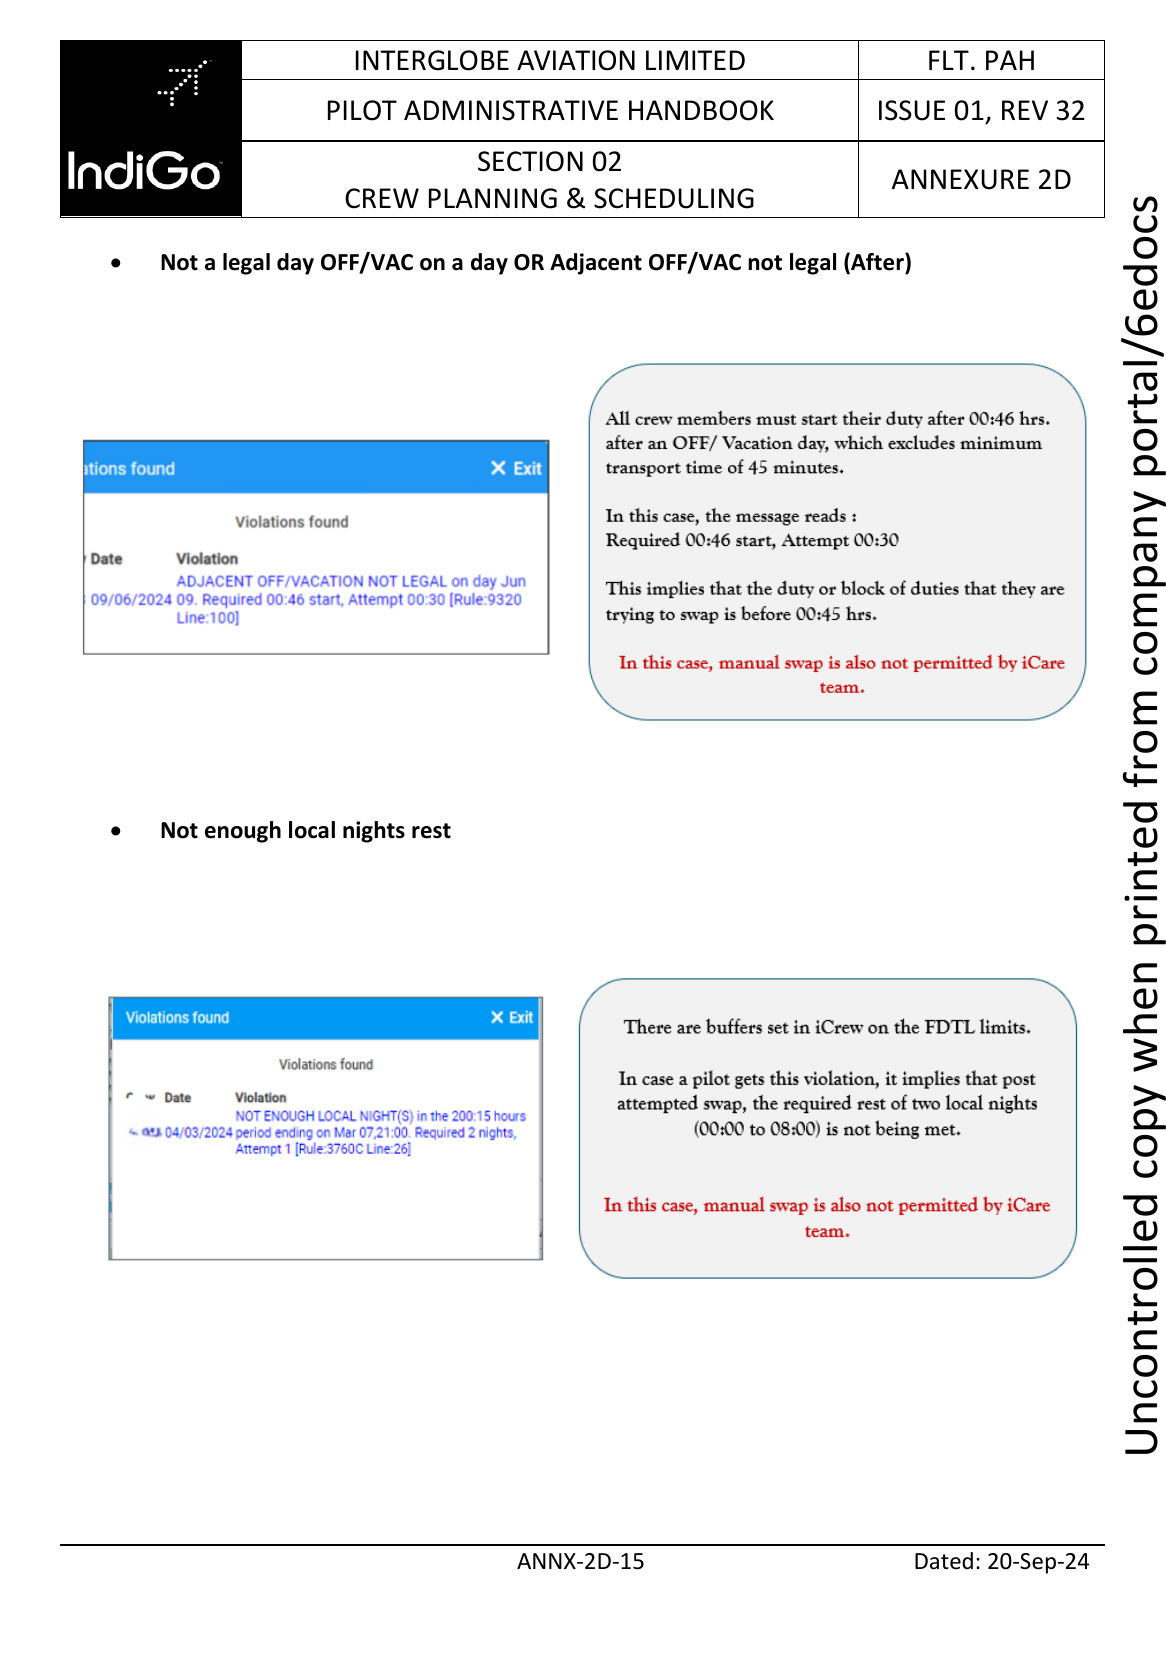 IndiGo
INTERGLOBE AVIATION LIMITED
FLT. PAH
PILOT ADMINISTRATIVE HANDBOOK
ISSUE 01, REV 32
SECTION 02
CREW PLANNING & SCHEDULING
ANNEXURE 2D
• Not a legal day OFF/VAC on a day OR Adjacent OFF/VAC not legal (After)
ations found
✕ Exit
Violations found
Date Violation
ADJACENT OFF/VACATION NOT LEGAL on day Jun
09/06/2024 09. Required 00:46 start, Attempt 00:30 [Rule:9320
Line:100]
All crew members must start their duty after 00:46 hrs.
after an OFF/ Vacation day, which excludes minimum
transport time of 45 minutes.
In this case, the message reads :
Required 00:46 start, Attempt 00:30
This implies that the duty or block of duties that they are
trying to swap is before 00:45 hrs.
In this case, manual swap is also not permitted by iCare
team.
• Not enough local nights rest
Violations found
✕ Exit
Violations found
Date Violation
NOT ENOUGH LOCAL NIGHT(S) in the 200:15 hours
04/03/2024 period ending on Mar 07,21:00. Required 2 nights,
Attempt 1 [Rule:3760C Line:26]
There are buffers set in iCrew on the FDTL limits.
In case a pilot gets this violation, it implies that post
attempted swap, the required rest of two local nights
(00:00 to 08:00) is not being met.
In this case, manual swap is also not permitted by iCare
team.
ANNX-2D-15
Dated: 20-Sep-24
Uncontrolled copy when printed from company portal/6edocs